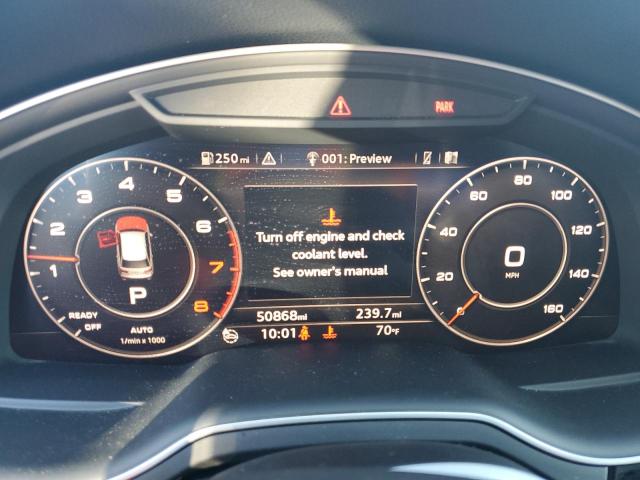 PARK
250 mi
001: Preview
3 4 5
2 6
1 7
8
P
READY
OFF
AUTO
1/min x 1000
Turn off engine and check
coolant level.
See owner's manual
50868mi 239.7 mi
10:01 70°F
80
60 100
40 120
20 140
160
0
MPH